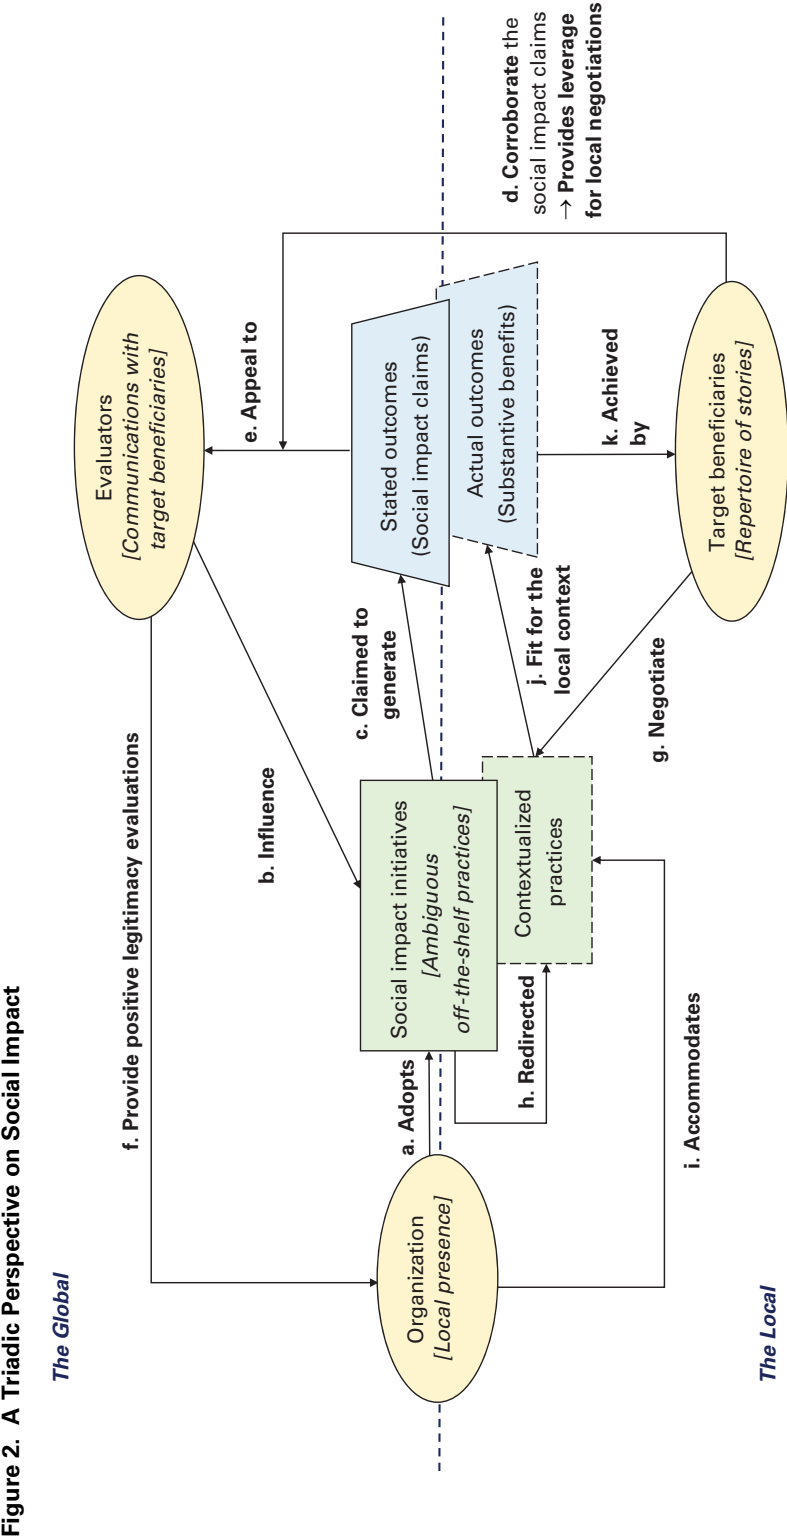 Figure 2. A Triadic Perspective on Social Impact
The Global
f. Provide positive legitimacy evaluations
Evaluators
[Communications with
target beneficiaries]
b. Influence
e. Appeal to
d. Corroborate the
social impact claims
→ Provides leverage
for local negotiations
c. Claimed to
generate
Stated outcomes
(Social impact claims)
Organization
[Local presence]
a. Adopts
Social impact initiatives
[Ambiguous
off-the-shelf practices]
Actual outcomes
(Substantive benefits)
h. Redirected
Contextualized
practices
j. Fit for the
local context
k. Achieved
by
g. Negotiate
i. Accommodates
Target beneficiaries
[Repertoire of stories]
The Local